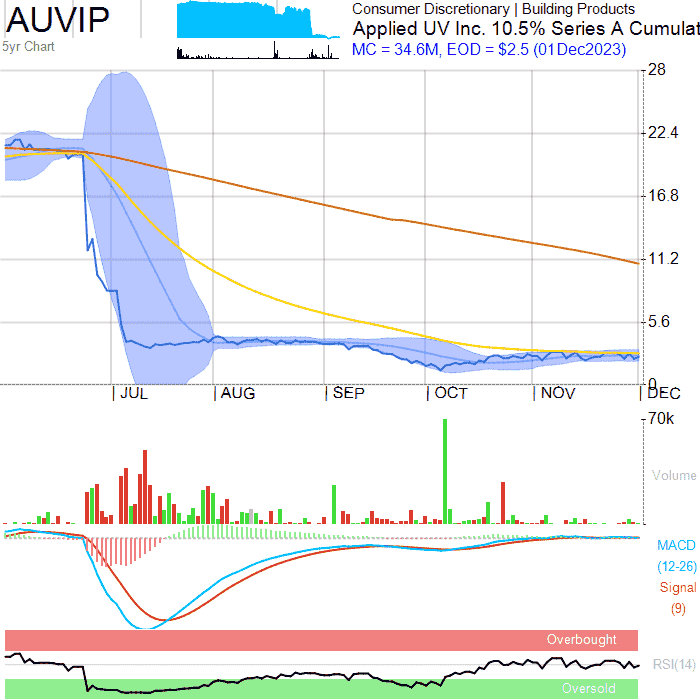 AUVIP
5yr Chart
Consumer Discretionary | Building Products
Applied UV Inc. 10.5% Series A Cumulat
MC = 34.6M, EOD = $2.5 (01Dec2023)
28
22.4
16.8
11.2
5.6
0
JUL AUG SEP OCT NOV DEC
70k
Volume
MACD
(12-26)
Signal
(9)
Overbought
RSI(14)
Oversold